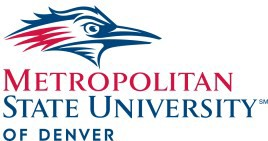 METROPOLITAN
STATE UNIVERSITY℠
OF DENVER